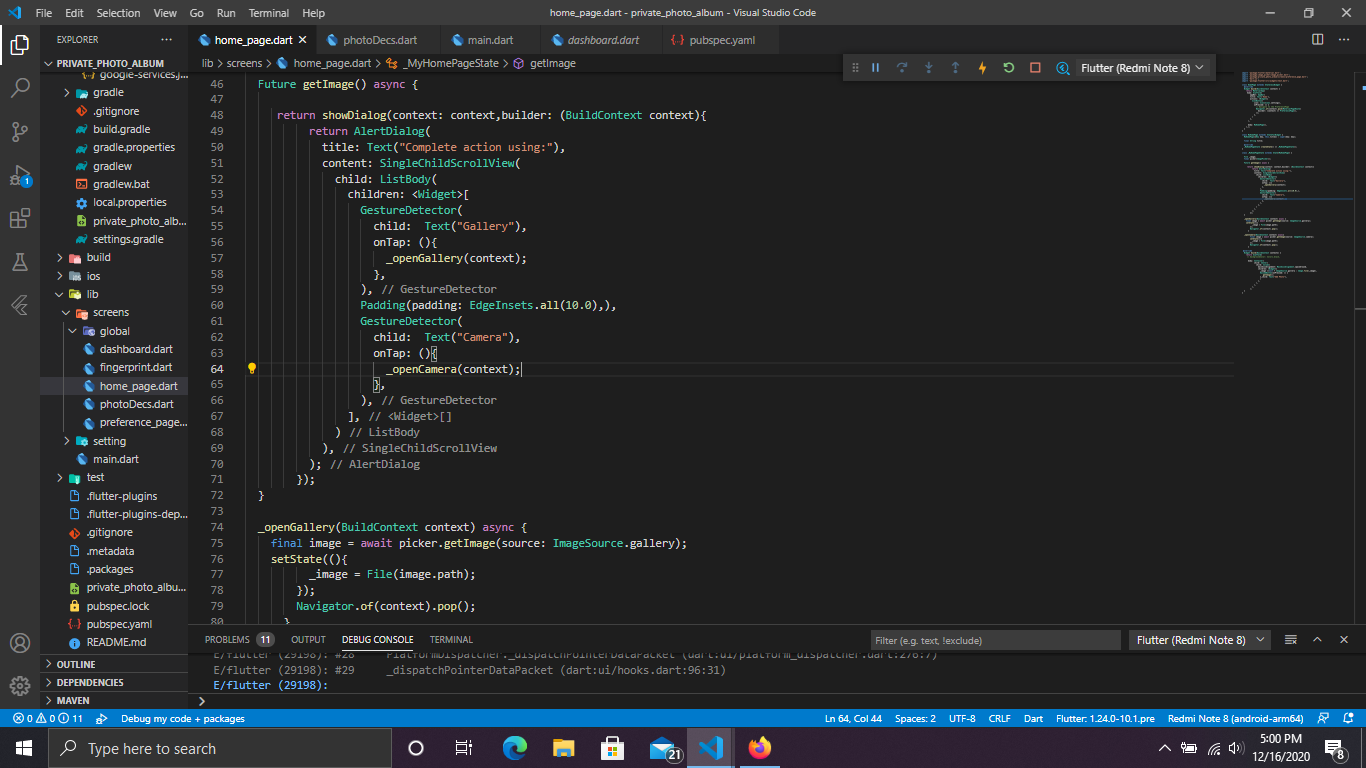 File Edit Selection View Go Run Terminal Help home_page.dart - private_photo_album - Visual Studio Code
EXPLORER
home_page.dart photoDecs.dart main.dart dashboard.dart pubspec.yaml
lib > screens > home_page.dart > _MyHomePageState > getImage
Flutter (Redmi Note 8)
PRIVATE_PHOTO_ALBUM
google-services.j...
gradle
.gitignore
build.gradle
gradle.properties
gradlew
gradlew.bat
local.properties
private_photo_alb...
settings.gradle
build
ios
lib
screens
global
dashboard.dart
fingerprint.dart
home_page.dart
photoDecs.dart
preference_page...
setting
main.dart
test
.flutter-plugins
.flutter-plugins-dep...
.gitignore
.metadata
.packages
private_photo_albu...
pubspec.lock
pubspec.yaml
README.md
OUTLINE
DEPENDENCIES
MAVEN
1
46 Future getImage() async {
47
48 return showDialog(context: context,builder: (BuildContext context){
49 return AlertDialog(
50 title: Text("Complete action using:"),
51 content: SingleChildScrollView(
52 child: ListBody(
53 children: <Widget>[
54 GestureDetector(
55 child: Text("Gallery"),
56 onTap: (){
57 _openGallery(context);
58 },
59 ), // GestureDetector
60 Padding(padding: EdgeInsets.all(10.0),),
61 GestureDetector(
62 child: Text("Camera"),
63 onTap: (){
64 _openCamera(context);
65 },
66 ), // GestureDetector
67 ], // <Widget>[]
68 ) // ListBody
69 ), // SingleChildScrollView
70 ); // AlertDialog
71 });
72 }
73
74 _openGallery(BuildContext context) async {
75 final image = await picker.getImage(source: ImageSource.gallery);
76 setState((){
77 _image = File(image.path);
78 });
79 Navigator.of(context).pop();
80 }
PROBLEMS 11 OUTPUT DEBUG CONSOLE TERMINAL Filter (e.g. text, !exclude) Flutter (Redmi Note 8)
E/flutter (29198): #28 PlatformDispatcher._dispatchPointerDataPacket (dart:ui/platform_dispatcher.dart:276:7)
E/flutter (29198): #29 _dispatchPointerDataPacket (dart:ui/hooks.dart:96:31)
E/flutter (29198):
0 0 11 Debug my code + packages Ln 64, Col 44 Spaces: 2 UTF-8 CRLF Dart Flutter: 1.24.0-10.1.pre Redmi Note 8 (android-arm64)
Type here to search 21 5:00 PM
12/16/2020 8